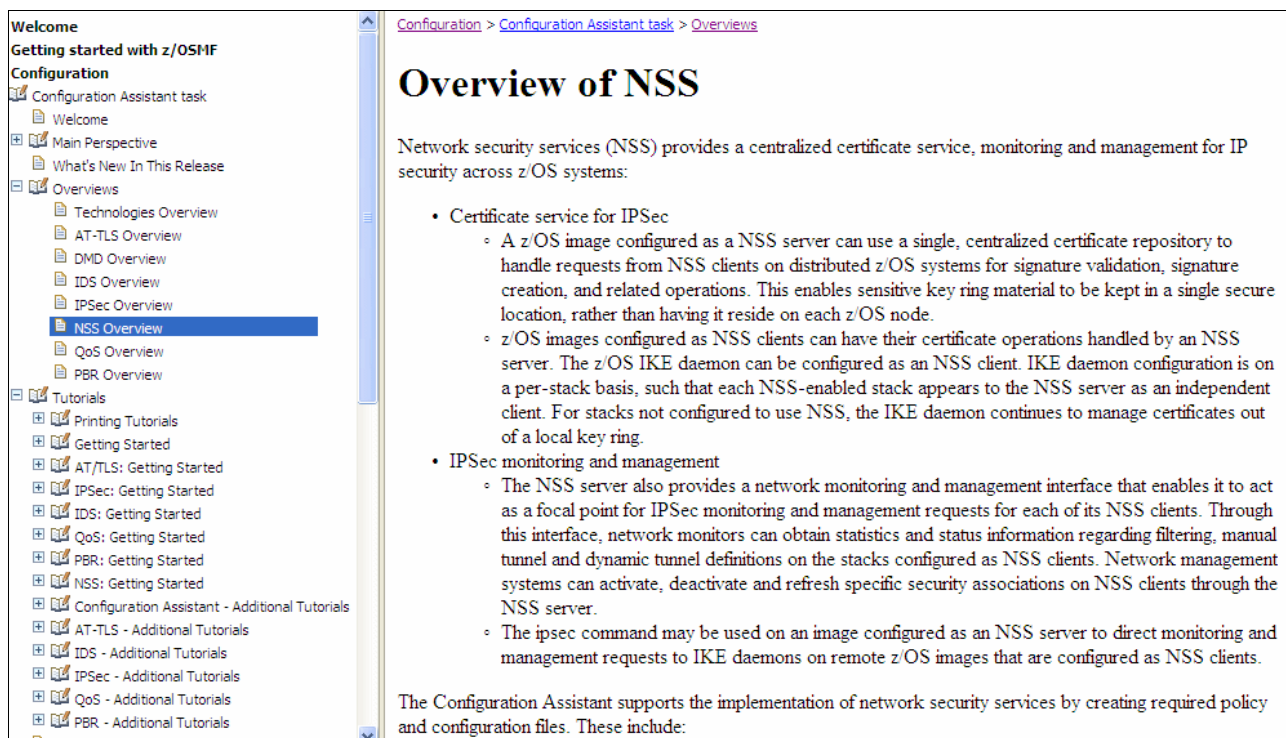 Welcome
Getting started with z/OSMF
Configuration
Configuration Assistant task
Welcome
Main Perspective
What's New In This Release
Overviews
Technologies Overview
AT-TLS Overview
DMD Overview
IDS Overview
IPSec Overview
NSS Overview
QoS Overview
PBR Overview
Tutorials
Printing Tutorials
Getting Started
AT/TLS: Getting Started
IPSec: Getting Started
IDS: Getting Started
QoS: Getting Started
PBR: Getting Started
NSS: Getting Started
Configuration Assistant - Additional Tutorials
AT-TLS - Additional Tutorials
IDS - Additional Tutorials
IPSec - Additional Tutorials
QoS - Additional Tutorials
PBR - Additional Tutorials
Configuration > Configuration Assistant task > Overviews
Overview of NSS
Network security services (NSS) provides a centralized certificate service, monitoring and management for IP
security across z/OS systems:
• Certificate service for IPSec
◦ A z/OS image configured as a NSS server can use a single, centralized certificate repository to
handle requests from NSS clients on distributed z/OS systems for signature validation, signature
creation, and related operations. This enables sensitive key ring material to be kept in a single secure
location, rather than having it reside on each z/OS node.
◦ z/OS images configured as NSS clients can have their certificate operations handled by an NSS
server. The z/OS IKE daemon can be configured as an NSS client. IKE daemon configuration is on
a per-stack basis, such that each NSS-enabled stack appears to the NSS server as an independent
client. For stacks not configured to use NSS, the IKE daemon continues to manage certificates out
of a local key ring.
• IPSec monitoring and management
◦ The NSS server also provides a network monitoring and management interface that enables it to act
as a focal point for IPSec monitoring and management requests for each of its NSS clients. Through
this interface, network monitors can obtain statistics and status information regarding filtering, manual
tunnel and dynamic tunnel definitions on the stacks configured as NSS clients. Network management
systems can activate, deactivate and refresh specific security associations on NSS clients through the
NSS server.
◦ The ipsec command may be used on an image configured as an NSS server to direct monitoring and
management requests to IKE daemons on remote z/OS images that are configured as NSS clients.
The Configuration Assistant supports the implementation of network security services by creating required policy
and configuration files. These include: